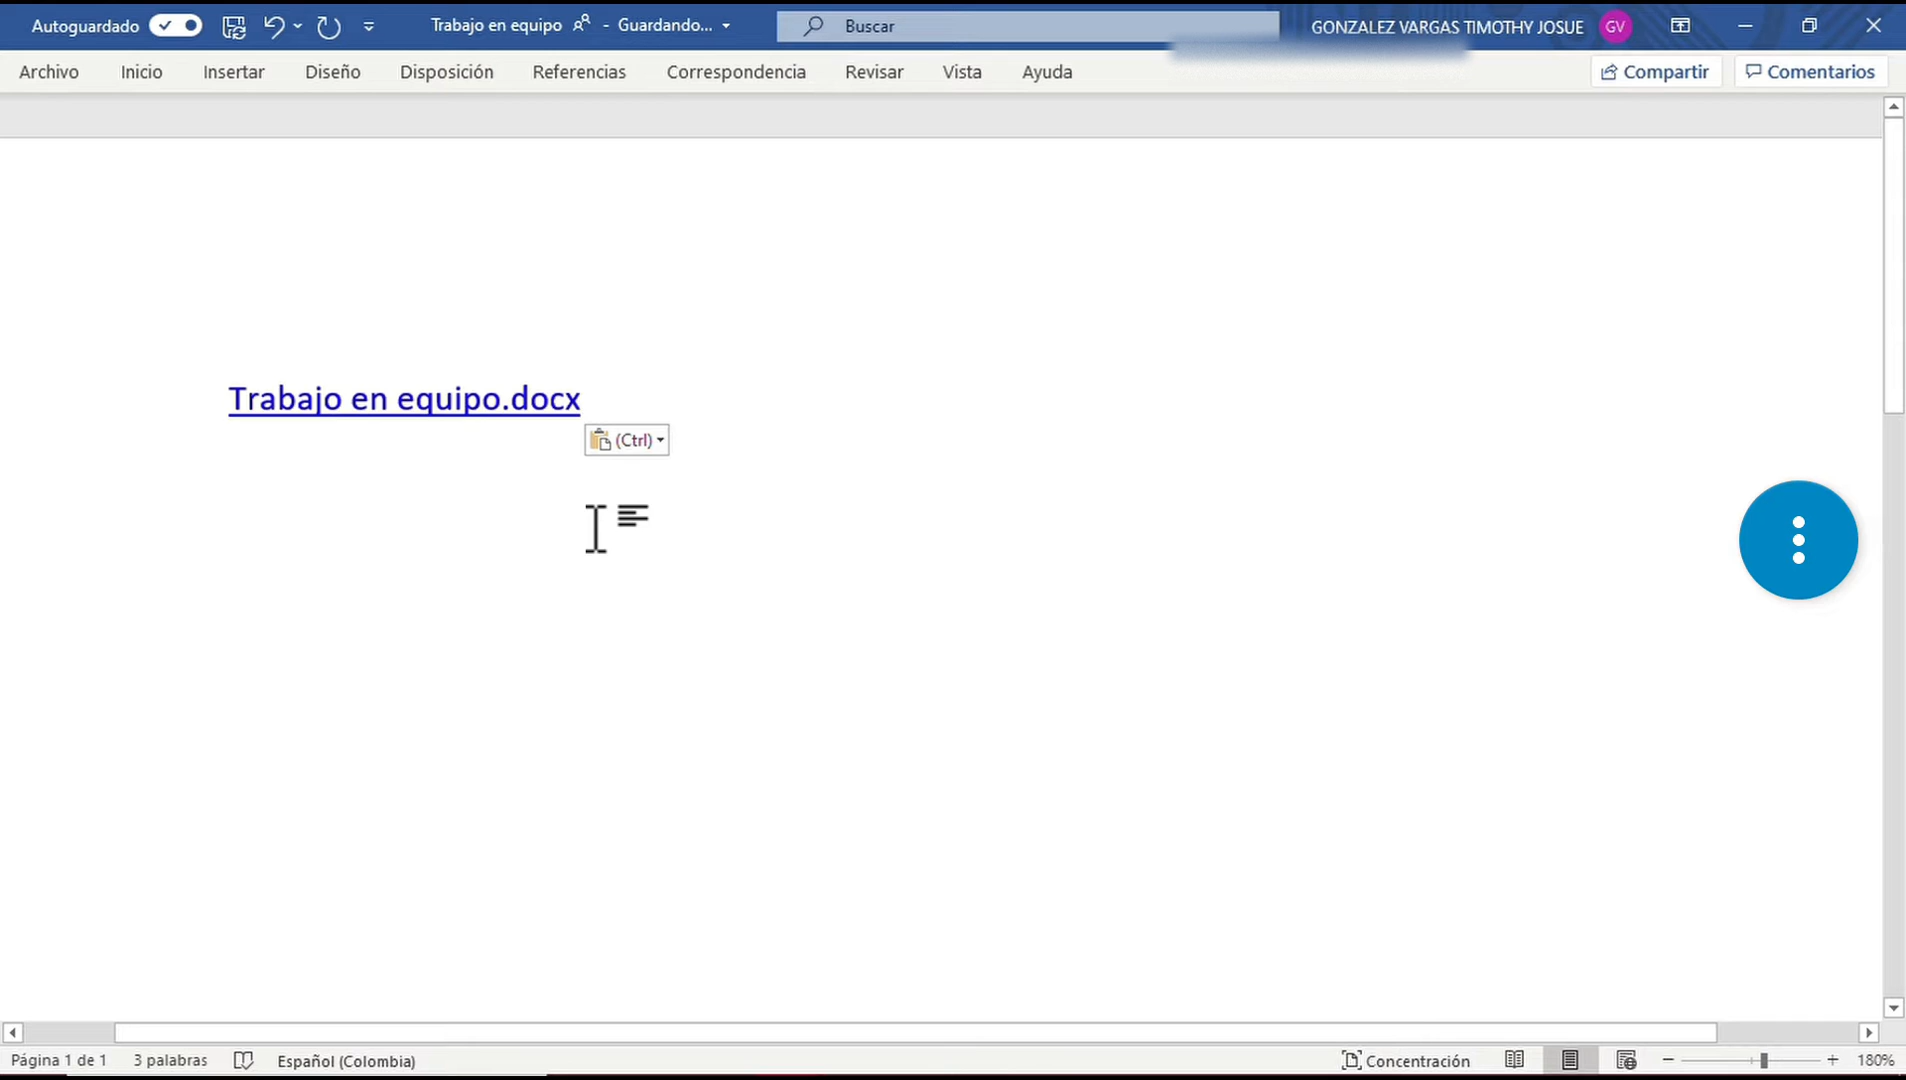 Autoguardado
Trabajo en equipo - Guardando...
Buscar
GONZALEZ VARGAS TIMOTHY JOSUE GV
Archivo Inicio Insertar Diseño Disposición Referencias Correspondencia Revisar Vista Ayuda Compartir Comentarios
Trabajo en equipo.docx
(Ctrl)
Página 1 de 1 3 palabras Español (Colombia) Concentración 180%